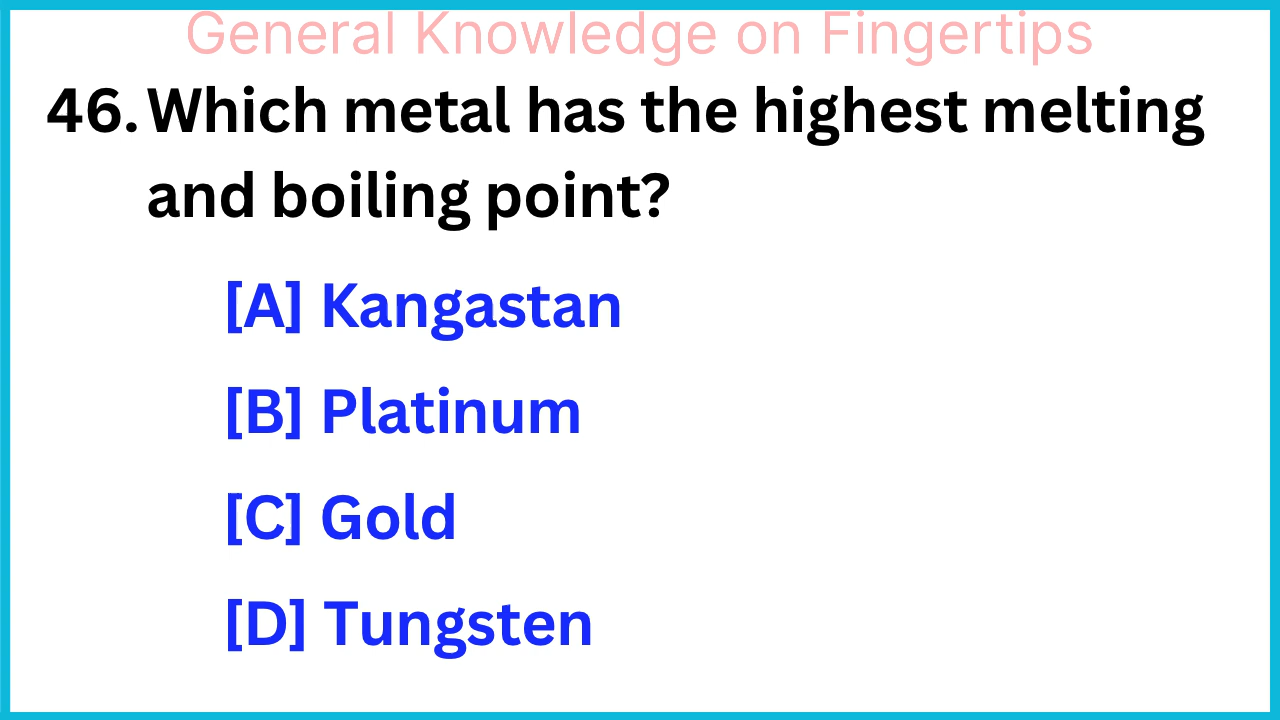 General Knowledge on Fingertips
46. Which metal has the highest melting
and boiling point?
[A] Kangastan
[B] Platinum
[C] Gold
[D] Tungsten